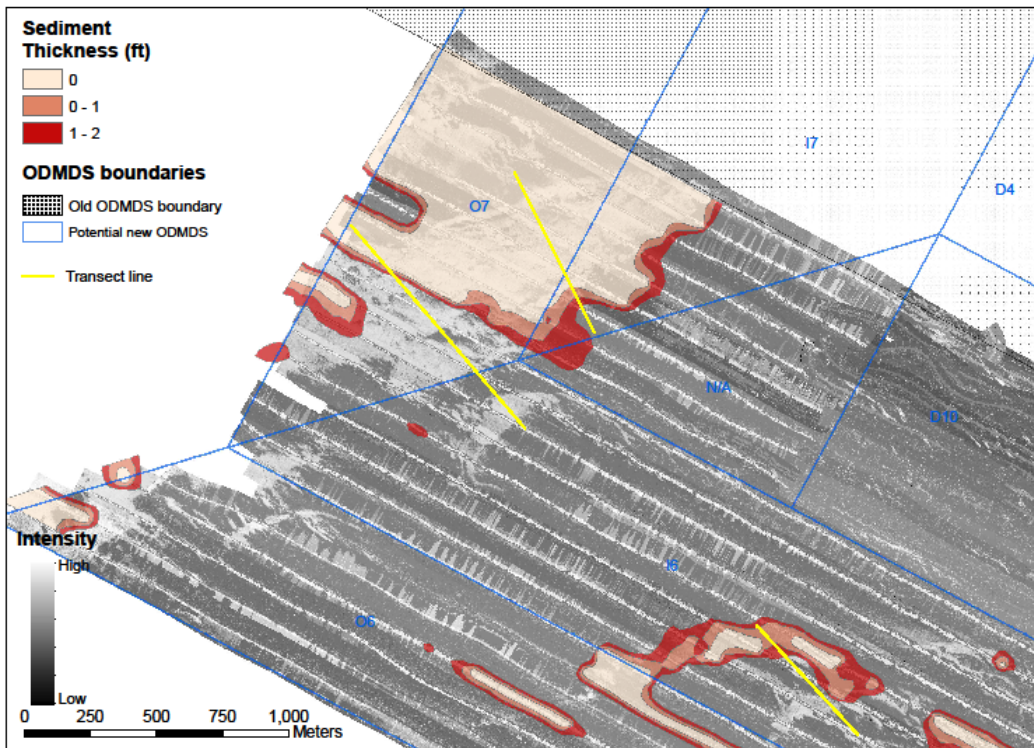 Sediment
Thickness (ft)
0
0 - 1
1 - 2
ODMDS boundaries
Old ODMDS boundary
Potential new ODMDS
Transect line
I7
D4
O7
N/A
D10
I6
O6
Intensity
High
Low
0 250 500 750 1,000
Meters